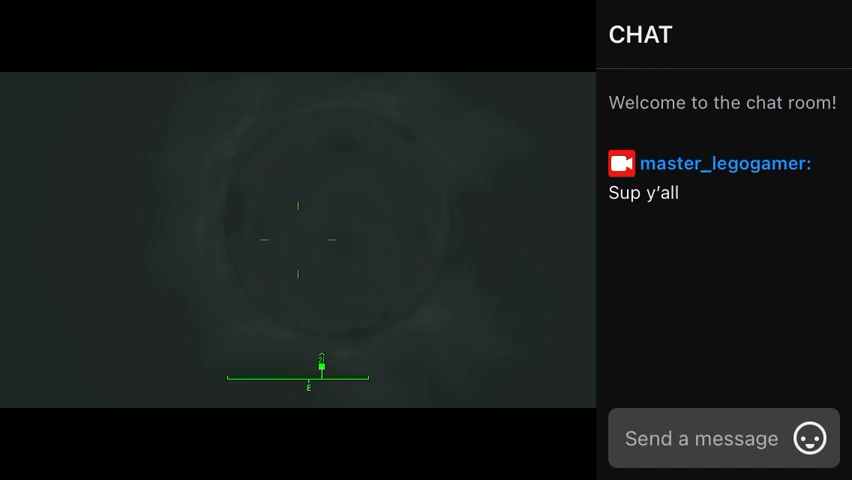 CHAT
Welcome to the chat room!
master_legogamer:
Sup y'all
E
Send a message